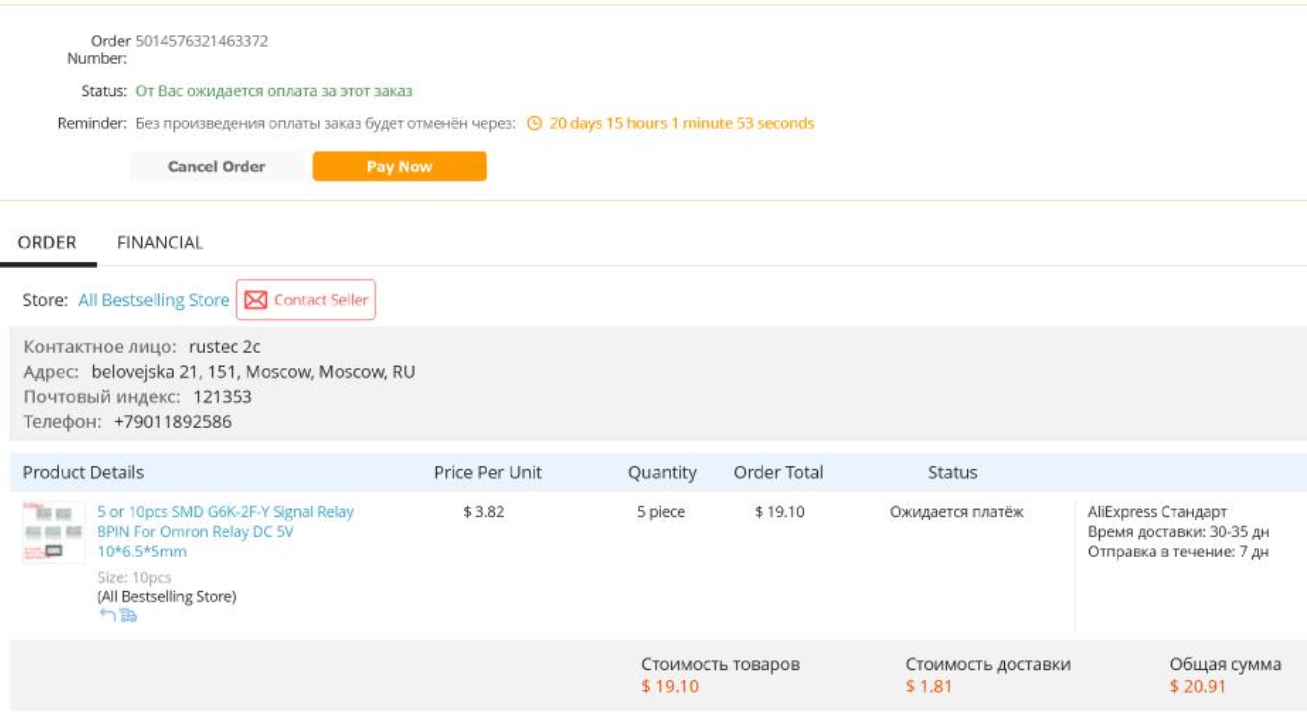 Order 5014576321463372
Number:
Status: От Вас ожидается оплата за этот заказ
Reminder: Без произведения оплаты заказ будет отменён через: 20 days 15 hours 1 minute 53 seconds
Cancel Order Pay Now
ORDER FINANCIAL
Store: All Bestselling Store Contact Seller
Контактное лицо: rustec 2c
Адрес: belovejska 21, 151, Moscow, Moscow, RU
Почтовый индекс: 121353
Телефон: +79011892586
Product Details Price Per Unit Quantity Order Total Status
5 or 10pcs SMD G6K-2F-Y Signal Relay $ 3.82 5 piece $ 19.10 Ожидается платёж AliExpress Стандарт
8PIN For Omron Relay DC 5V Время доставки: 30-35 дн
10*6.5*5mm Отправка в течение: 7 дн
Size: 10pcs
(All Bestselling Store)
Стоимость товаров Стоимость доставки Общая сумма
$ 19.10 $ 1.81 $ 20.91